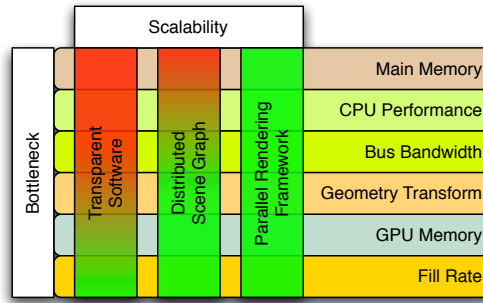 Scalability
Bottleneck
Transparent
Software
Distributed
Scene Graph
Parallel Rendering
Framework
Main Memory
CPU Performance
Bus Bandwidth
Geometry Transform
GPU Memory
Fill Rate